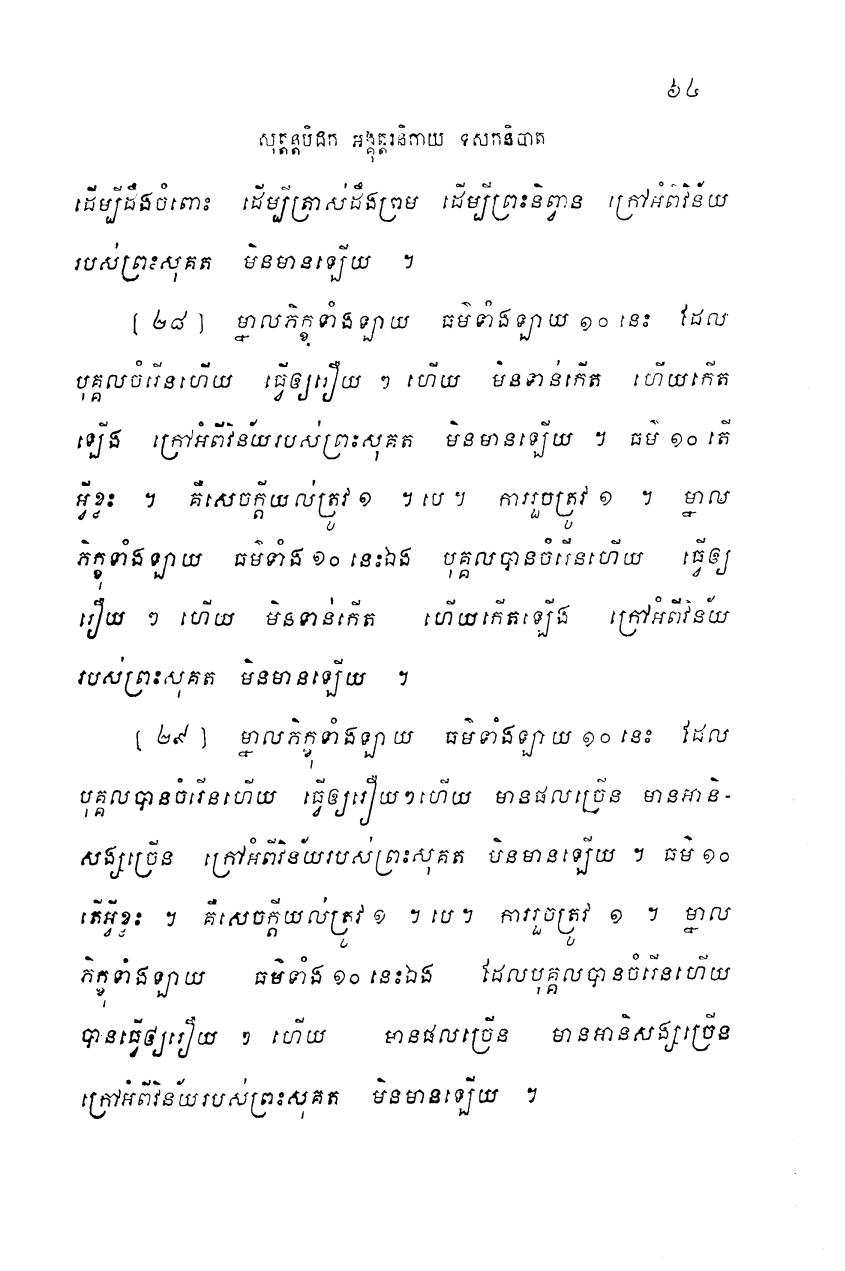 ៦៤
សុត្តន្តបិដក អង្គុត្តរនិកាយ ទសកនិបាត
ដើម្បីដឹងចំពោះ ដើម្បីត្រាស់ដឹងព្រម ដើម្បីព្រះនិព្វាន ក្រៅអំពីវិន័យ
របស់ព្រះសុគត មិនមានឡើយ ។
[ ២៨ ] ម្នាលភិក្ខុទាំងឡាយ ធម៌ទាំងឡាយ ១០ នេះ ដែល
បុគ្គលចំរើនហើយ ធ្វើឲ្យរឿយ ៗ ហើយ មិនទាន់កើត ហើយកើត
ឡើង ក្រៅអំពីវិន័យរបស់ព្រះសុគត មិនមានឡើយ ។ ធម៌ ១០ តើ
អ្វីខ្លះ ។ គឺសេចក្តីយល់ត្រូវ ១ ។ បេ ។ ការរួចត្រូវ ១ ។ ម្នាល
ភិក្ខុទាំងឡាយ ធម៌ទាំង ១០ នេះឯង បុគ្គលបានចំរើនហើយ ធ្វើឲ្យ
រឿយ ៗ ហើយ មិនទាន់កើត ហើយកើតឡើង ក្រៅអំពីវិន័យ
របស់ព្រះសុគត មិនមានឡើយ ។
[ ២៩ ] ម្នាលភិក្ខុទាំងឡាយ ធម៌ទាំងឡាយ ១០ នេះ ដែល
បុគ្គលបានចំរើនហើយ ធ្វើឲ្យរឿយៗហើយ មានផលច្រើន មានអានិ-
សង្សច្រើន ក្រៅអំពីវិន័យរបស់ព្រះសុគត មិនមានឡើយ ។ ធម៌ ១០
តើអ្វីខ្លះ ។ គឺសេចក្តីយល់ត្រូវ ១ ។ បេ ។ ការរួចត្រូវ ១ ។ ម្នាល
ភិក្ខុទាំងឡាយ ធម៌ទាំង ១០ នេះឯង ដែលបុគ្គលបានចំរើនហើយ
បានធ្វើឲ្យរឿយ ៗ ហើយ មានផលច្រើន មានអានិសង្សច្រើន
ក្រៅអំពីវិន័យរបស់ព្រះសុគត មិនមានឡើយ ។